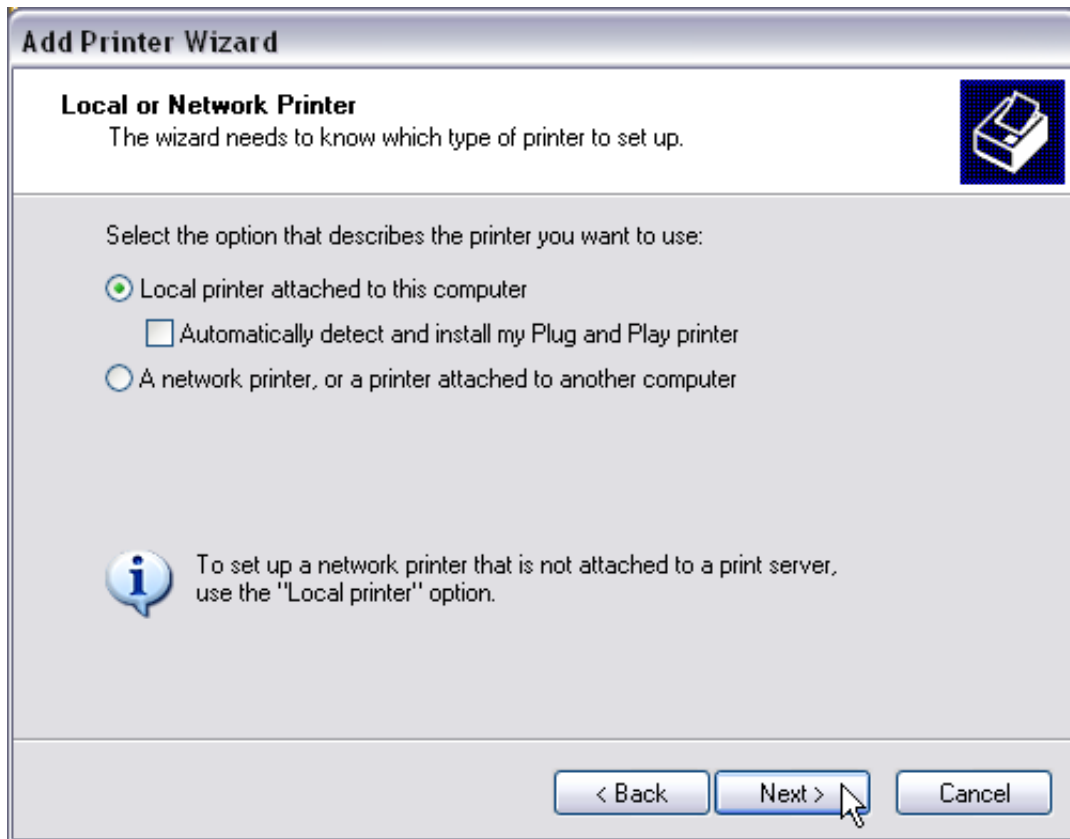 Add Printer Wizard
Local or Network Printer
The wizard needs to know which type of printer to set up.
Select the option that describes the printer you want to use:
Local printer attached to this computer
Automatically detect and install my Plug and Play printer
A network printer, or a printer attached to another computer
To set up a network printer that is not attached to a print server,
use the "Local printer" option.
< Back Next > Cancel